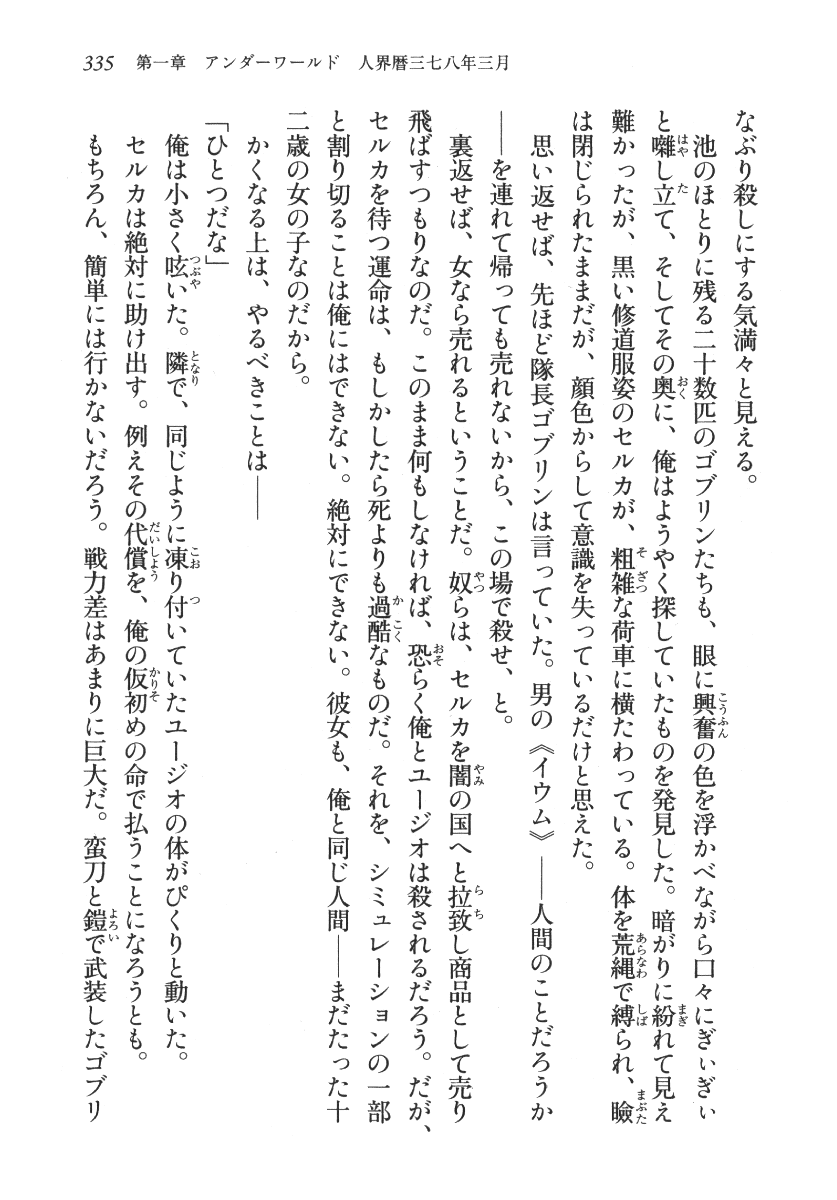 335 第一章 アンダーワールド 人界暦三七八年三月
なぶり殺しにする気満々と見える。
池のほとりに残る二十数匹のゴブリンたちも、眼に興奮の色を浮かべながら口々にぎぃぎぃ
と囃し立て、そしてその奥に、俺はようやく探していたものを発見した。暗がりに紛れて見え
難かったが、黒い修道服姿のセルカが、粗雑な荷車に横たわっている。体を荒縄で縛られ、瞼
は閉じられたままだが、顔色からして意識を失っているだけと思えた。
思い返せば、先ほど隊長ゴブリンは言っていた。男の《イウム》――人間のことだろうか
――を連れて帰っても売れないから、この場で殺せ、と。
裏返せば、女なら売れるということだ。奴らは、セルカを闇の国へと拉致し商品として売り
飛ばすつもりなのだ。このまま何もしなければ、恐らく俺とユージオは殺されるだろう。だが、
セルカを待つ運命は、もしかしたら死よりも過酷なものだ。それを、シミュレーションの一部
と割り切ることは俺にはできない。絶対にできない。彼女も、俺と同じ人間――まだたった十
二歳の女の子なのだから。
かくなる上は、やるべきことは――
「ひとつだな」
俺は小さく呟いた。隣で、同じように凍り付いていたユージオの体がぴくりと動いた。
セルカは絶対に助け出す。例えその代償を、俺の仮初めの命で払うことになろうとも。
もちろん、簡単には行かないだろう。戦力差はあまりに巨大だ。蛮刀と鎧で武装したゴブリ